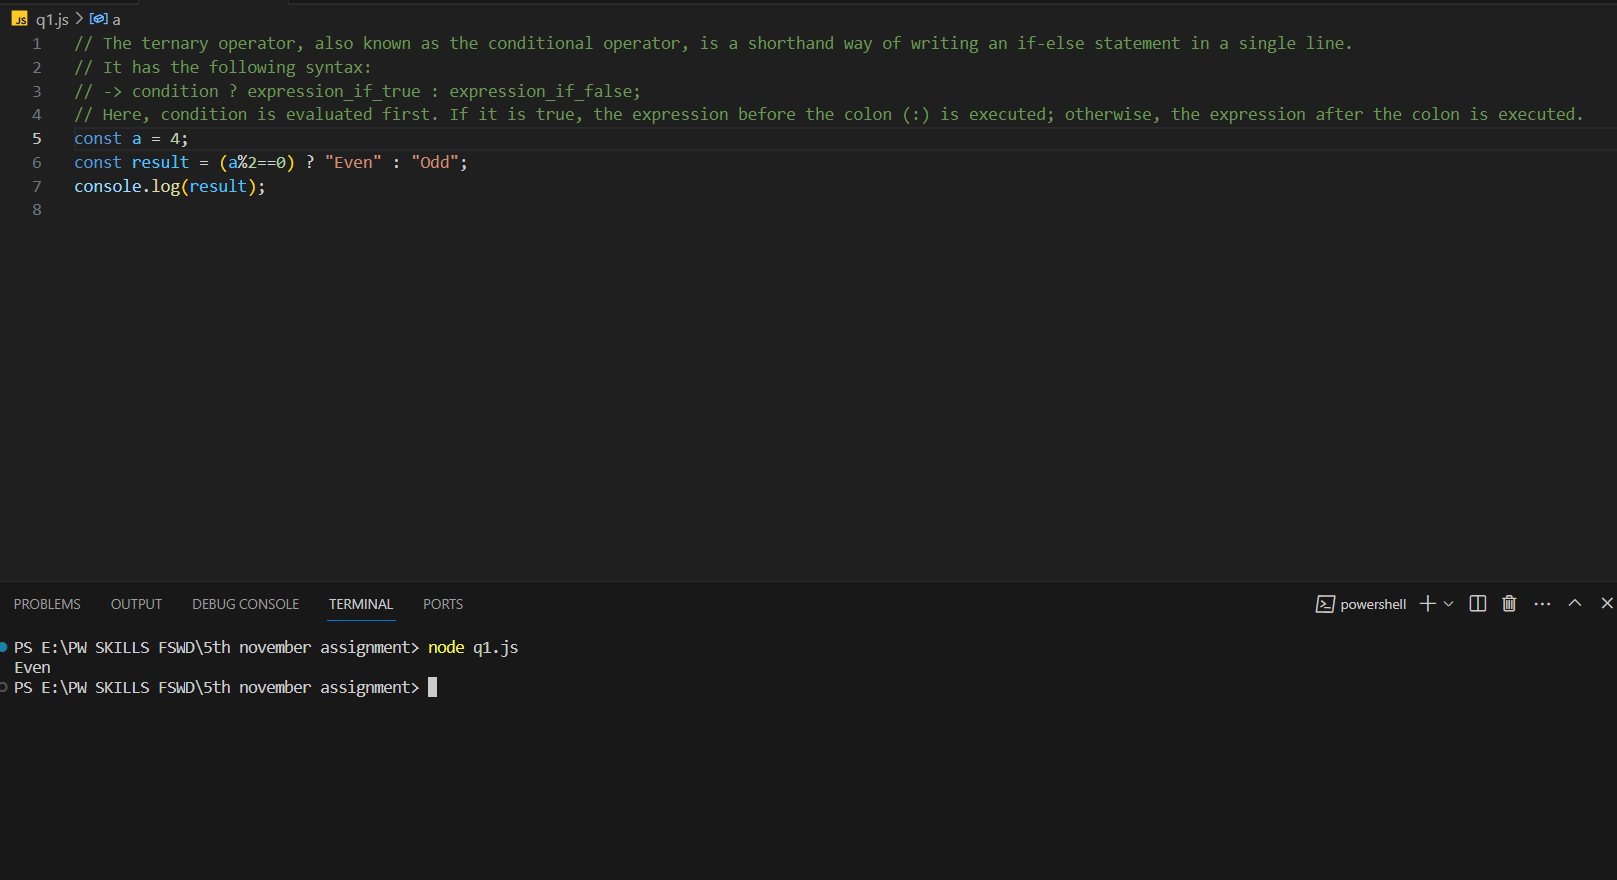 JS q1.js > a
1 // The ternary operator, also known as the conditional operator, is a shorthand way of writing an if-else statement in a single line.
2 // It has the following syntax:
3 // -> condition ? expression_if_true : expression_if_false;
4 // Here, condition is evaluated first. If it is true, the expression before the colon (:) is executed; otherwise, the expression after the colon is executed.
5 const a = 4;
6 const result = (a%2==0) ? "Even" : "Odd";
7 console.log(result);
8
PROBLEMS OUTPUT DEBUG CONSOLE TERMINAL PORTS powershell
PS E:\PW SKILLS FSWD\5th november assignment> node q1.js
Even
PS E:\PW SKILLS FSWD\5th november assignment>